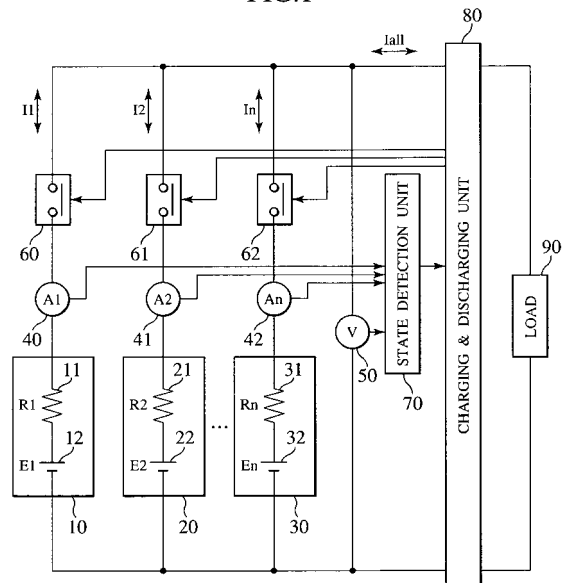 80
Iall
I1
I2
In
60
61
62
STATE DETECTION UNIT
CHARGING & DISCHARGING UNIT
90
LOAD
A1
A2
An
V
40
41
42
50
70
11
21
31
R1
R2
Rn
12
22
...
32
E1
E2
En
10
20
30